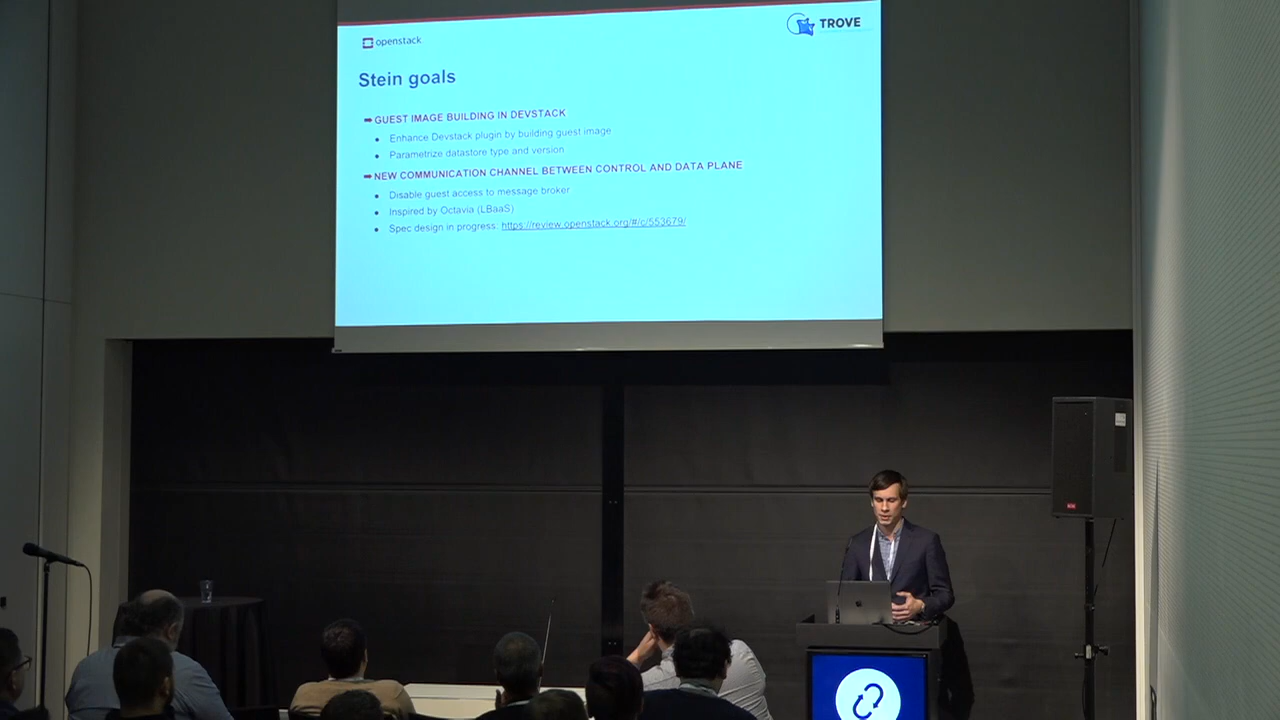 openstack
TROVE
Stein goals
➡ GUEST IMAGE BUILDING IN DEVSTACK
• Enhance Devstack plugin by building guest image
• Parametrize datastore type and version
➡ NEW COMMUNICATION CHANNEL BETWEEN CONTROL AND DATA PLANE
• Disable guest access to message broker
• Inspired by Octavia (LBaaS)
• Spec design in progress: https://review.openstack.org/#/c/553679/